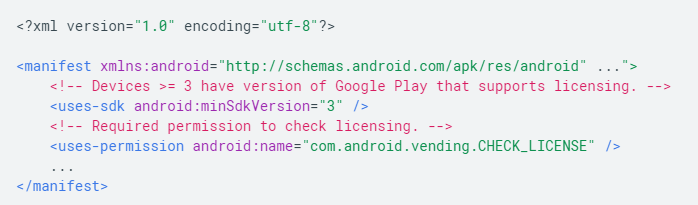 <?xml version="1.0" encoding="utf-8"?>
<manifest xmlns:android="http://schemas.android.com/apk/res/android" ...">
<!-- Devices >= 3 have version of Google Play that supports licensing. -->
<uses-sdk android:minSdkVersion="3" />
<!-- Required permission to check licensing. -->
<uses-permission android:name="com.android.vending.CHECK_LICENSE" />
...
</manifest>